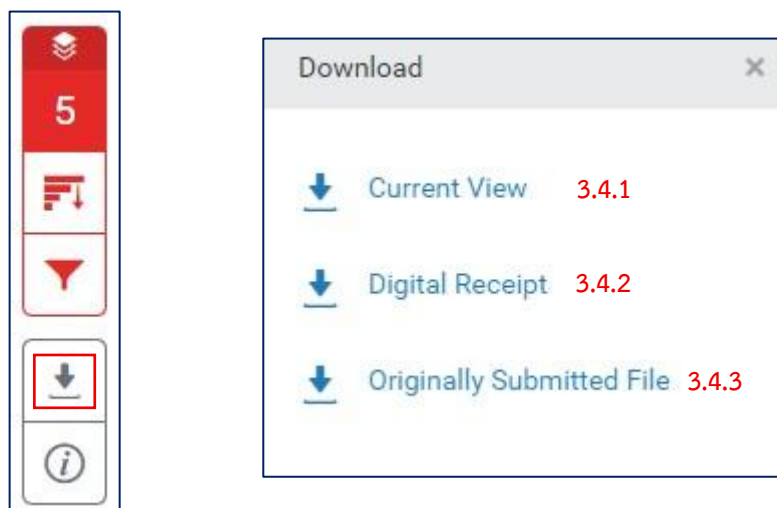 5
Download ×
Current View 3.4.1
Digital Receipt 3.4.2
Originally Submitted File 3.4.3
i